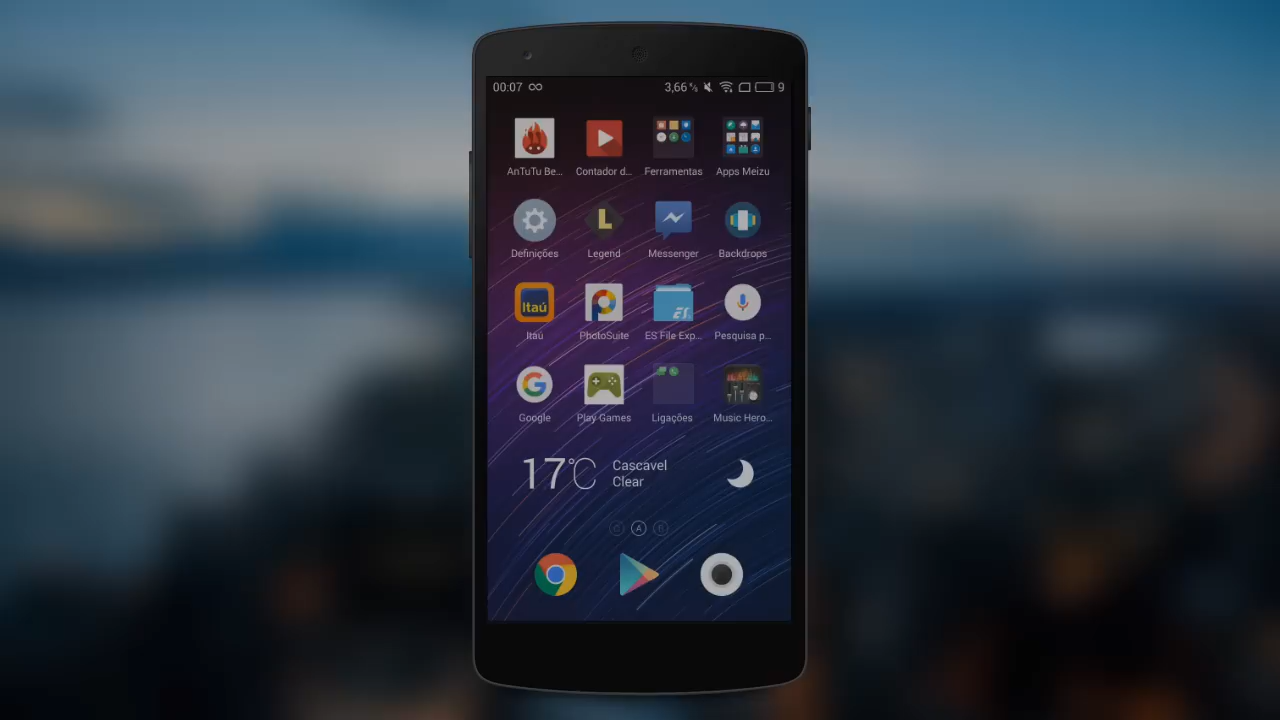 00:07 3,66% 9
AnTuTu Be... Contador d... Ferramentas Apps Meizu
L
Definições Legend Messenger Backdrops
Itaú ES
Itaú PhotoSuite ES File Exp... Pesquisa p...
G
Google Play Games Ligações Music Hero...
17°C Cascavel
Clear
A B